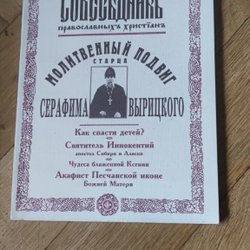 СОБЕСѢДНИКЪ
православныхъ христіанъ
МОЛИТВЕННЫЙ ПОДВИГ
СТАРЦА
СЕРАФИМА
ВЫРИЦКОГО
Как спасти детей?
Святитель Иннокентий
апостол Сибири и Аляски
Чудеса блаженной Ксении
Акафист Песчанской иконе
Божией Матери